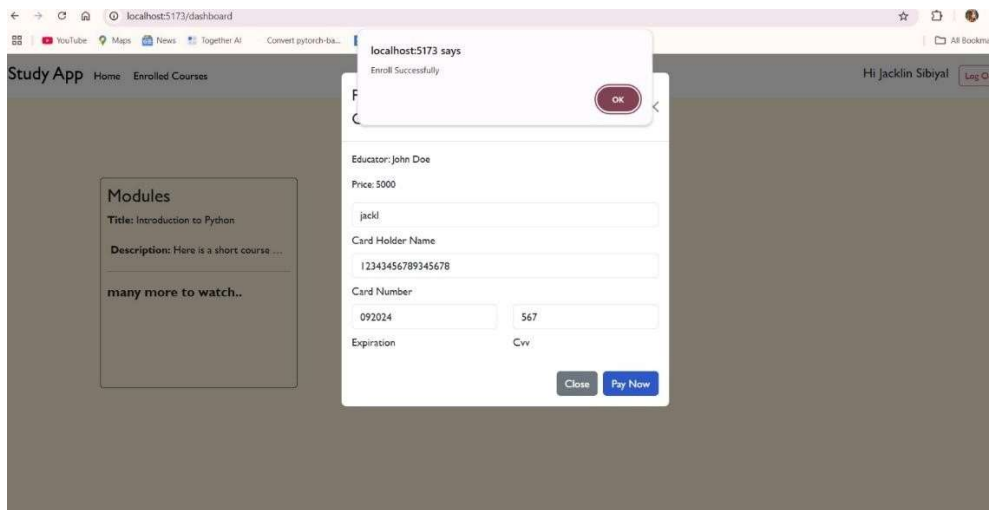 localhost:5173/dashboard
YouTube Maps News Together AI Convert pytorch-ba... All Bookma
localhost:5173 says
Enroll Successfully
OK
Study App Home Enrolled Courses Hi Jacklin Sibiyal Log O
Educator: John Doe
Price: 5000
jackl
Card Holder Name
12343456789345678
Card Number
092024 567
Expiration Cvv
Close Pay Now
Modules
Title: Introduction to Python
Description: Here is a short course ...
many more to watch..